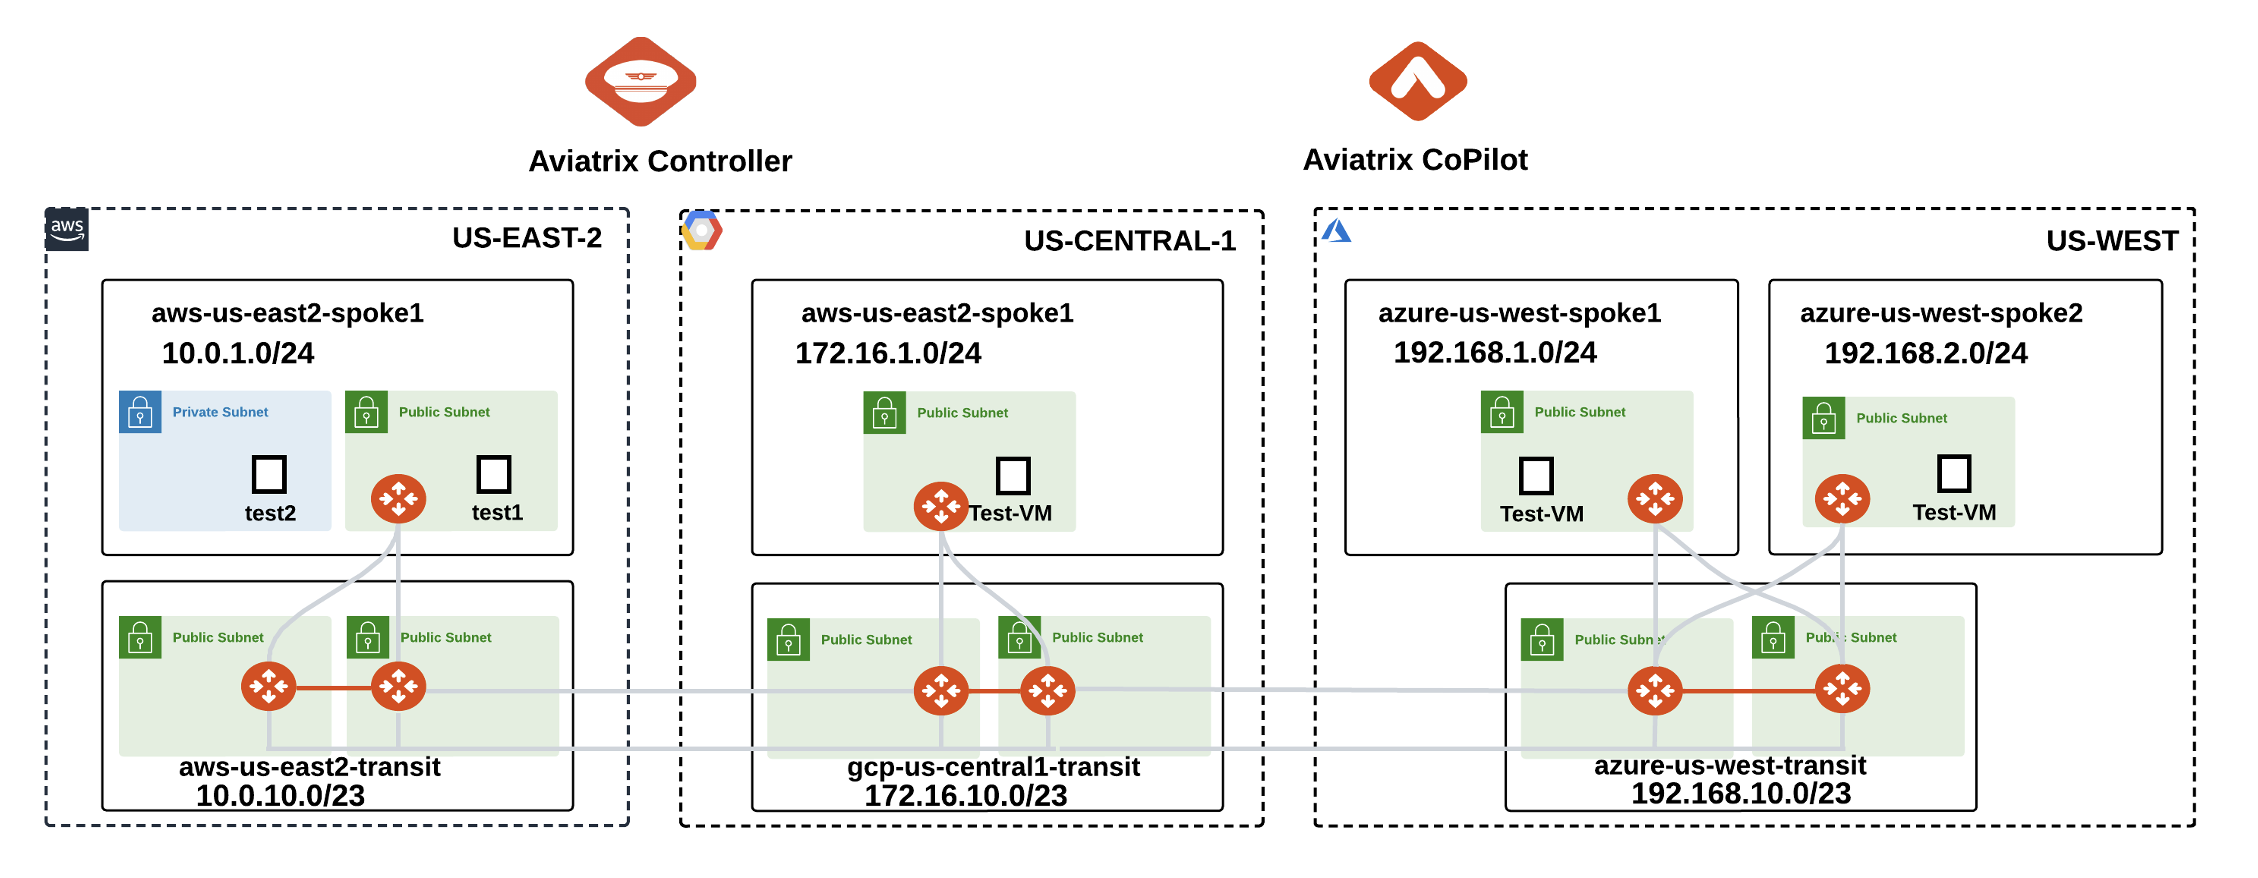 Aviatrix Controller
Aviatrix CoPilot
aws
US-EAST-2
aws-us-east2-spoke1
10.0.1.0/24
Private Subnet
test2
Public Subnet
test1
Public Subnet
Public Subnet
aws-us-east2-transit
10.0.10.0/23
US-CENTRAL-1
aws-us-east2-spoke1
172.16.1.0/24
Public Subnet
Test-VM
Public Subnet
Public Subnet
gcp-us-central1-transit
172.16.10.0/23
US-WEST
azure-us-west-spoke1
192.168.1.0/24
Public Subnet
Test-VM
azure-us-west-spoke2
192.168.2.0/24
Public Subnet
Test-VM
Public Subnet
Public Subnet
azure-us-west-transit
192.168.10.0/23